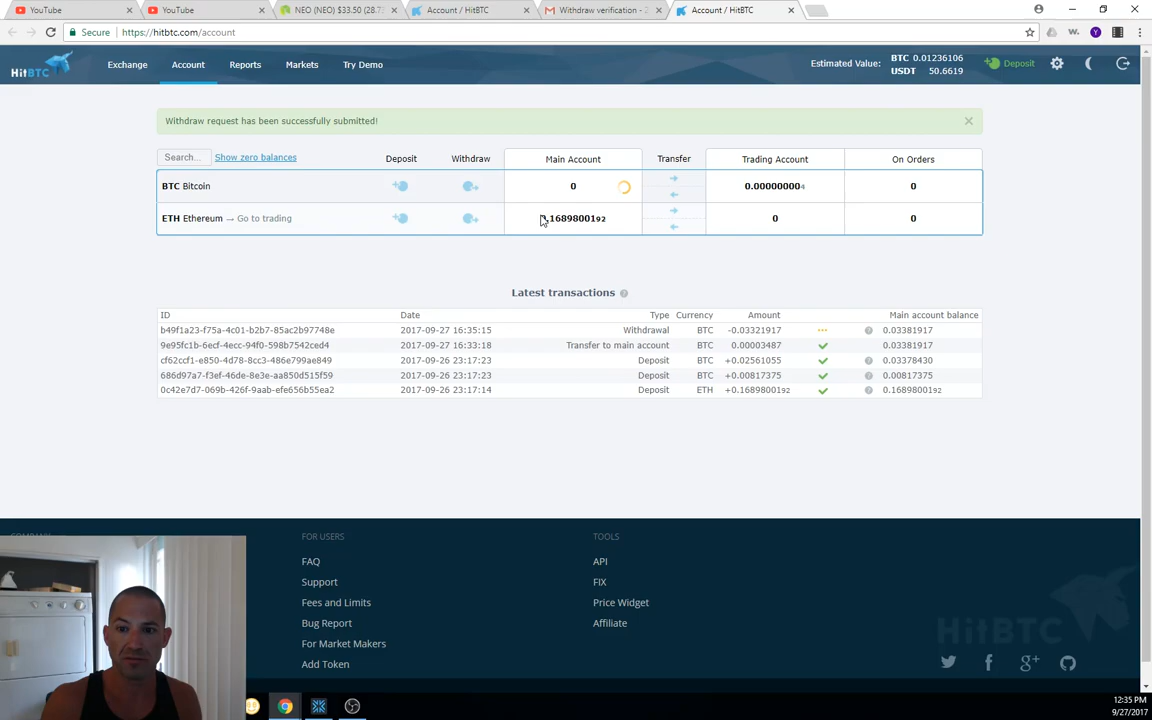 YouTube
YouTube
NEO (NEO) $33.50 (28.7
Account / HitBTC
Withdraw verification - 2
Account / HitBTC
Secure https://hitbtc.com/account
HitBTC
Exchange Account Reports Markets Try Demo
Estimated Value: BTC 0.01236106
USDT 50.6619
Deposit
Withdraw request has been successfully submitted!
Search... Show zero balances Deposit Withdraw Main Account Transfer Trading Account On Orders
BTC Bitcoin 0 0.000000004 0
ETH Ethereum → Go to trading .1689800192 0 0
Latest transactions ?
ID Date Type Currency Amount Main account balance
b49f1a23-f75a-4c01-b2b7-85ac2b97748e 2017-09-27 16:35:15 Withdrawal BTC -0.03321917 ... ? 0.03381917
9e95fc1b-6ecf-4ecc-94f0-598b7542ced4 2017-09-27 16:33:18 Transfer to main account BTC 0.00003487 0.03381917
cf62ccf1-e850-4d78-8cc3-486e799ae849 2017-09-26 23:17:23 Deposit BTC +0.02561055 ? 0.03378430
686d97a7-f3ef-46de-8e3e-aa850d515f59 2017-09-26 23:17:23 Deposit BTC +0.00817375 ? 0.00817375
0c42e7d7-069b-426f-9aab-efe656b55ea2 2017-09-26 23:17:14 Deposit ETH +0.1689800192 ? 0.1689800192
FOR USERS
FAQ
Support
Fees and Limits
Bug Report
For Market Makers
Add Token
TOOLS
API
FIX
Price Widget
Affiliate
HitBTC
12:35 PM
9/27/2017